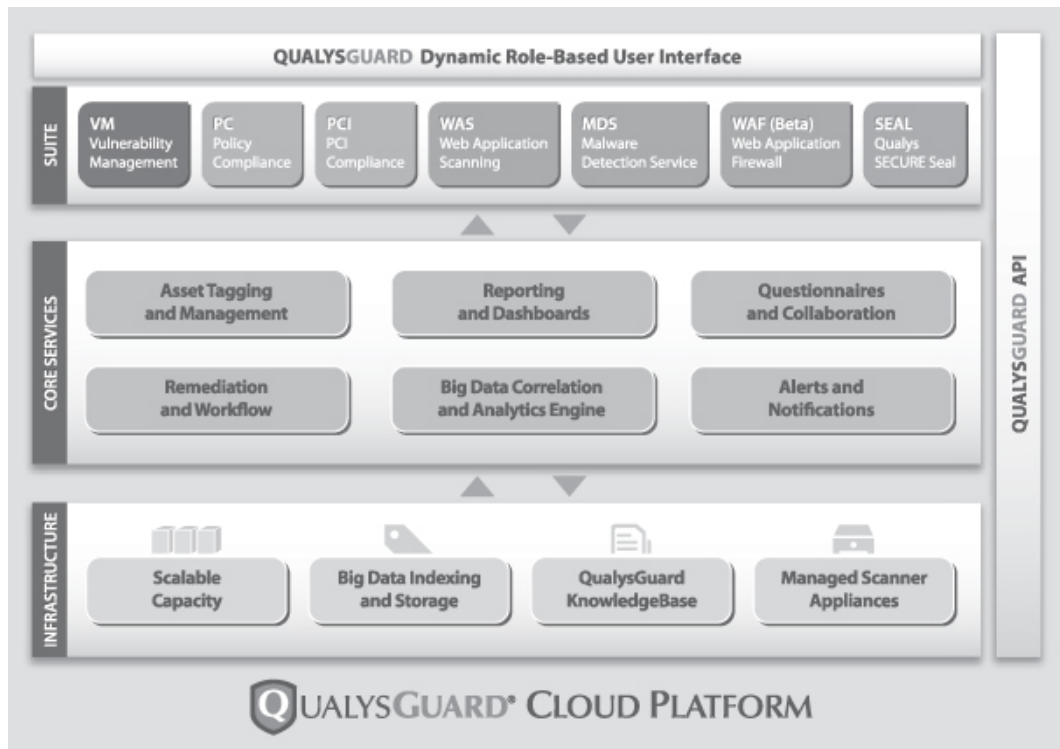 QUALYSGUARD Dynamic Role-Based User Interface
SUITE
VM
Vulnerability
Management
PC
Policy
Compliance
PCI
PCI
Compliance
WAS
Web Application
Scanning
MDS
Malware
Detection Service
WAF (Beta)
Web Application
Firewall
SEAL
Qualys
SECURE Seal
CORE SERVICES
Asset Tagging
and Management
Reporting
and Dashboards
Questionnaires
and Collaboration
Remediation
and Workflow
Big Data Correlation
and Analytics Engine
Alerts and
Notifications
INFRASTRUCTURE
Scalable
Capacity
Big Data Indexing
and Storage
QualysGuard
KnowledgeBase
Managed Scanner
Appliances
QUALYSGUARD API
QUALYSGUARD® CLOUD PLATFORM